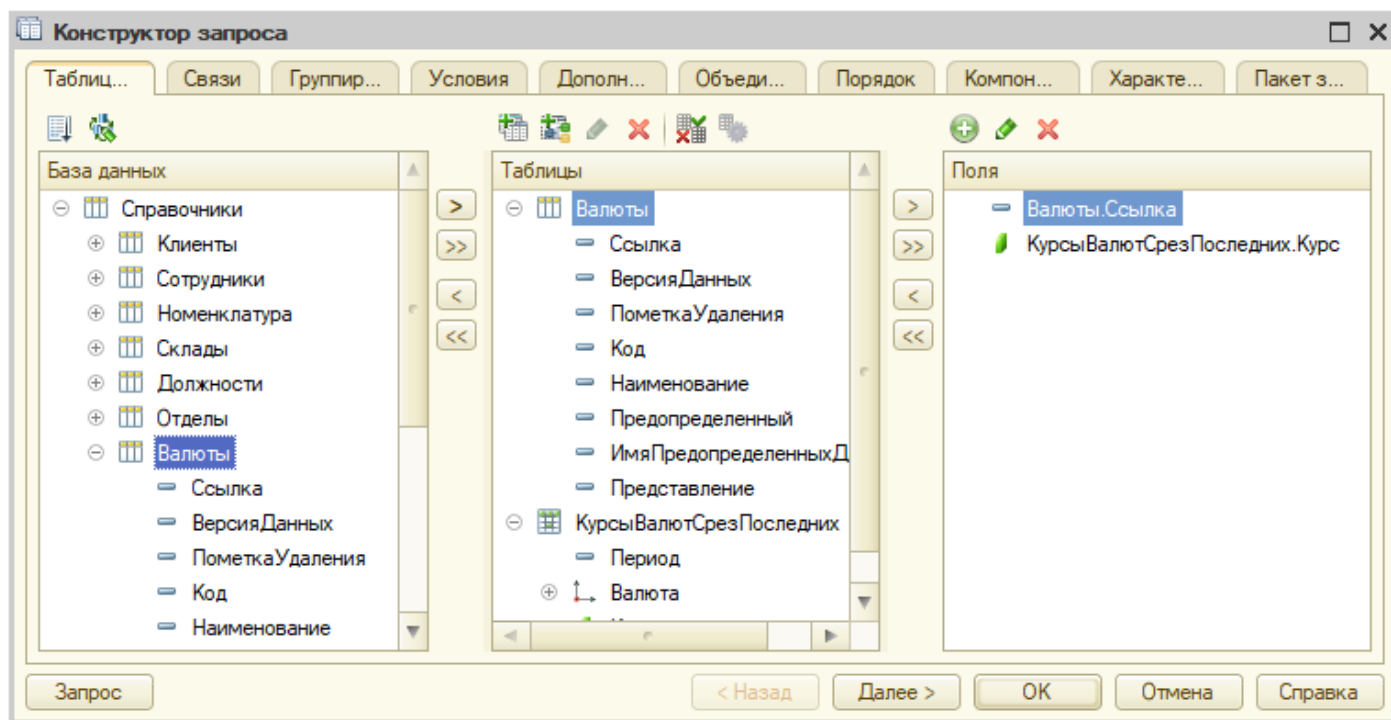 Конструктор запроса
Таблиц... Связи Группир... Условия Дополн... Объеди... Порядок Компон... Характе... Пакет з...
База данных
Справочники
Клиенты
Сотрудники
Номенклатура
Склады
Должности
Отделы
Валюты
Ссылка
ВерсияДанных
ПометкаУдаления
Код
Наименование
> 
>>
<
<<
Таблицы
Валюты
Ссылка
ВерсияДанных
ПометкаУдаления
Код
Наименование
Предопределенный
ИмяПредопределенныхД
Представление
КурсыВалютСрезПоследних
Период
Валюта
>
>>
<
<<
Поля
Валюты.Ссылка
КурсыВалютСрезПоследних.Курс
Запрос < Назад Далее > ОК Отмена Справка